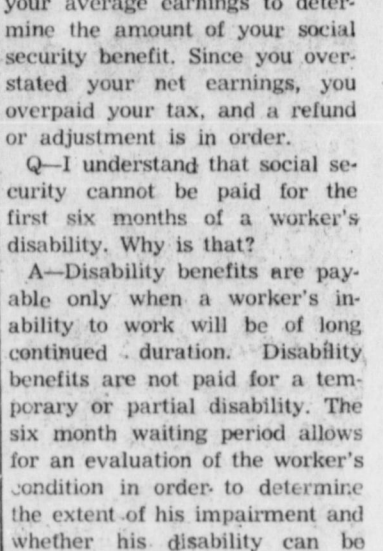 your average earnings to deter-
mine the amount of your social
security benefit. Since you over-
stated your net earnings, you
overpaid your tax, and a refund
or adjustment is in order.
Q—I understand that social se-
curity cannot be paid for the
first six months of a worker's
disability. Why is that?
A—Disability benefits are pay-
able only when a worker's in-
ability to work will be of long
continued duration. Disability
benefits are not paid for a tem-
porary or partial disability. The
six month waiting period allows
for an evaluation of the worker's
condition in order to determine
the extent of his impairment and
whether his disability can be